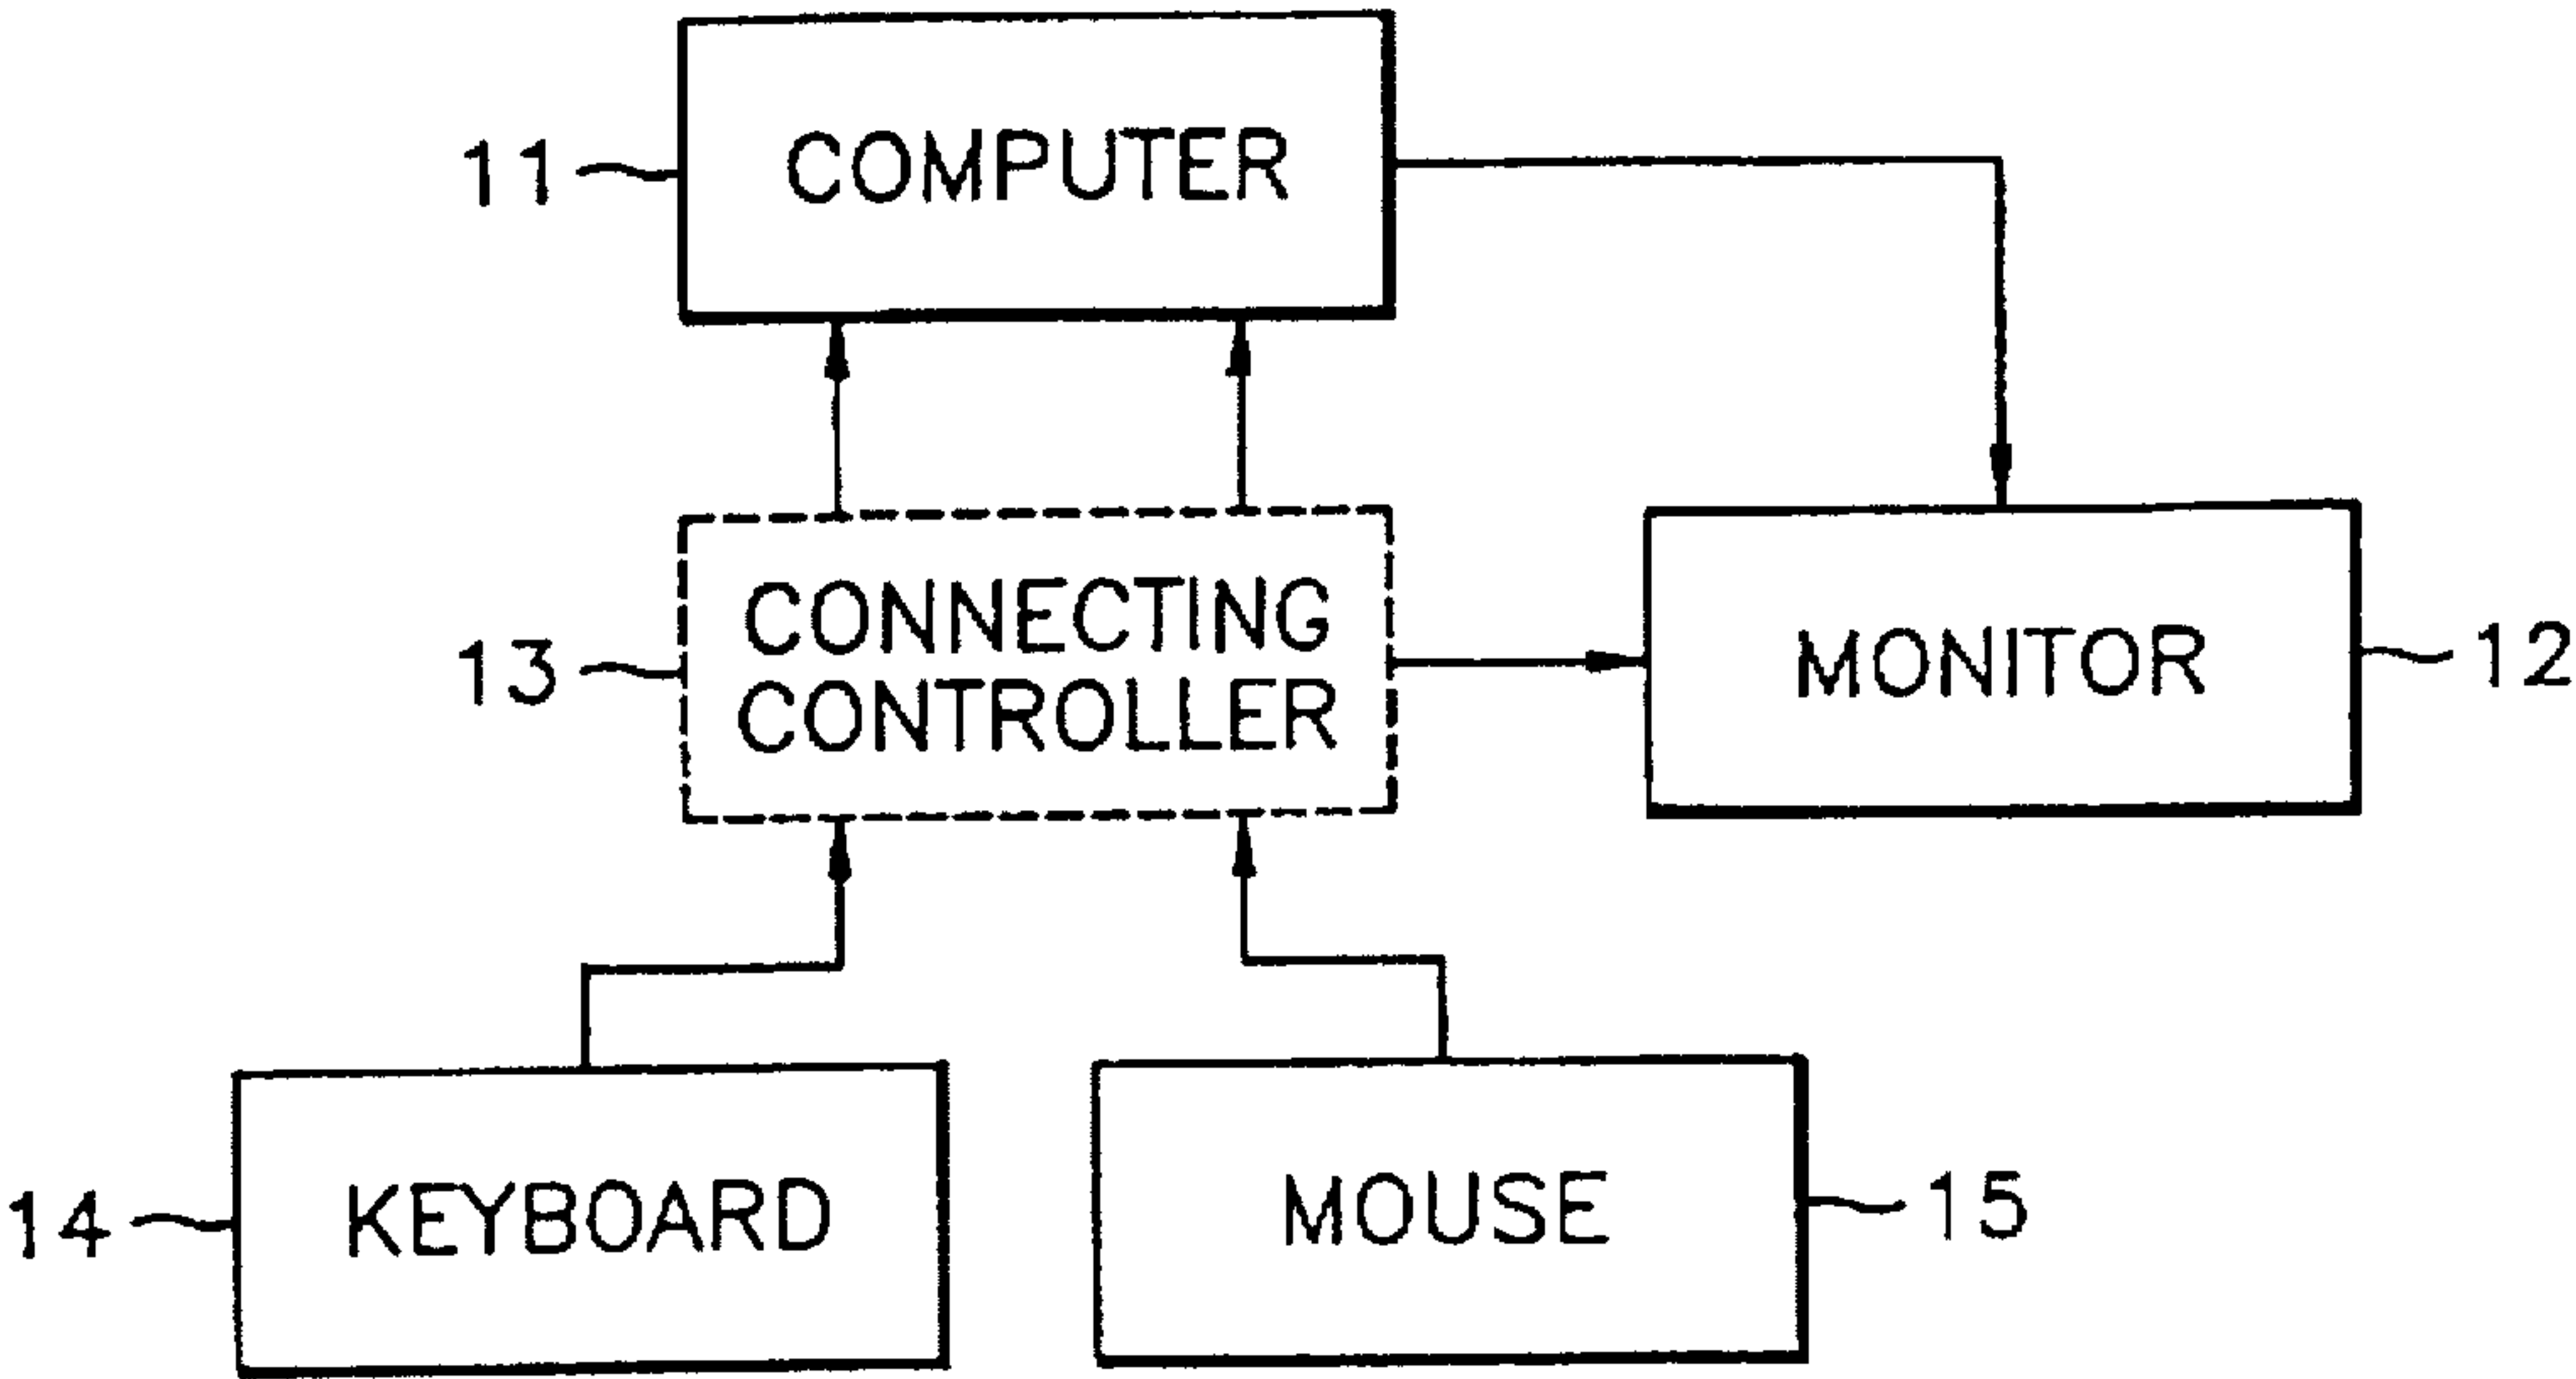 11
COMPUTER
13
CONNECTING
CONTROLLER
MONITOR
12
14
KEYBOARD
MOUSE
15